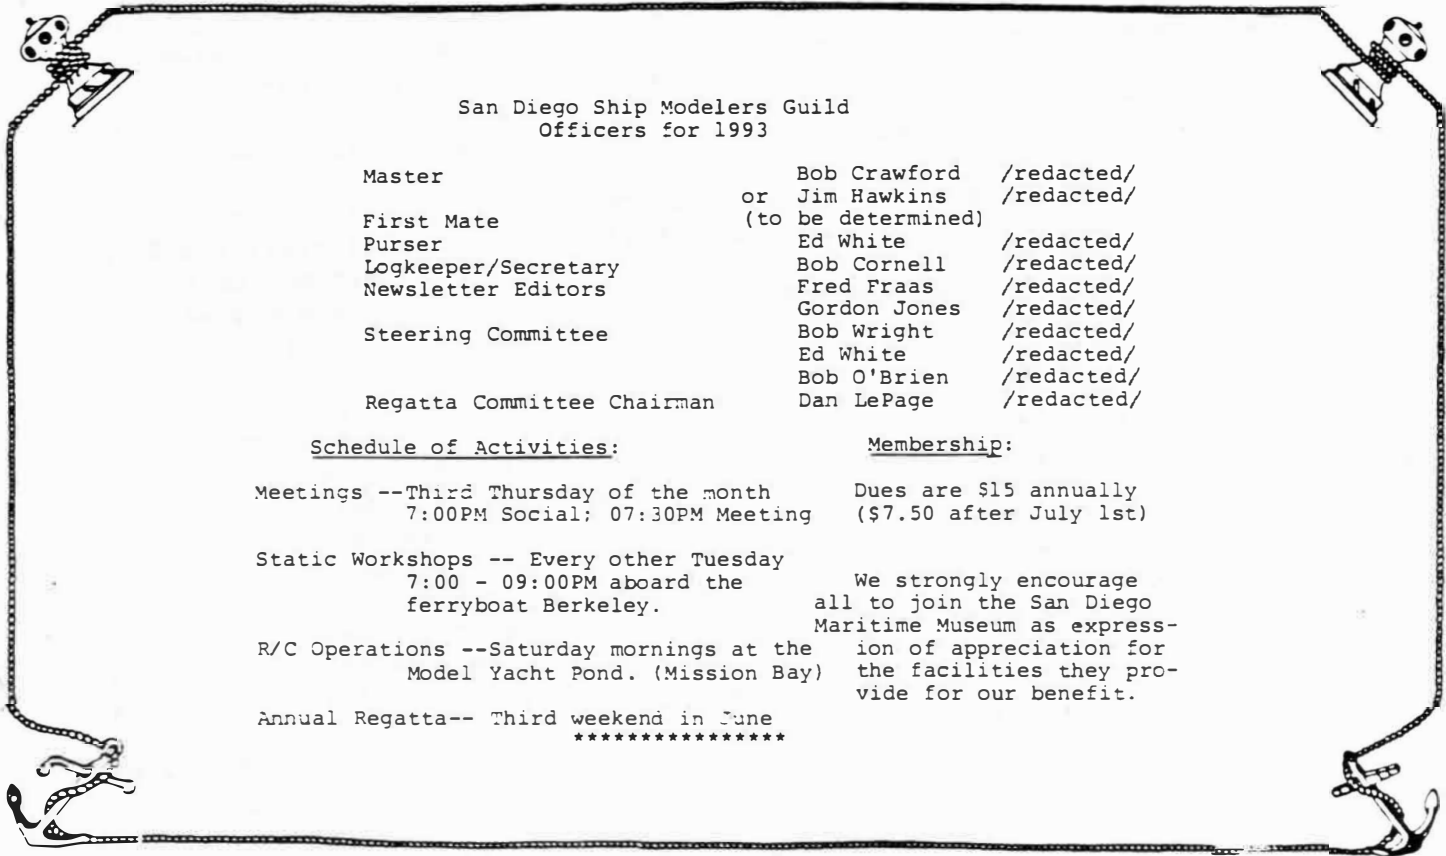 San Diego Ship Modelers Guild
Officers for 1993
Master Bob Crawford /redacted/
or Jim Hawkins /redacted/
First Mate (to be determined)
Purser Ed White /redacted/
Logkeeper/Secretary Bob Cornell /redacted/
Newsletter Editors Fred Fraas /redacted/
Gordon Jones /redacted/
Steering Committee Bob Wright /redacted/
Ed White /redacted/
Bob O'Brien /redacted/
Regatta Committee Chairman Dan LePage /redacted/
Schedule of Activities:
Meetings --Third Thursday of the month
7:00PM Social; 07:30PM Meeting
Static Workshops -- Every other Tuesday
7:00 - 09:00PM aboard the
ferryboat Berkeley.
R/C Operations --Saturday mornings at the
Model Yacht Pond. (Mission Bay)
Annual Regatta-- Third weekend in June
****************
Membership:
Dues are $15 annually
($7.50 after July 1st)
We strongly encourage
all to join the San Diego
Maritime Museum as express-
ion of appreciation for
the facilities they pro-
vide for our benefit.